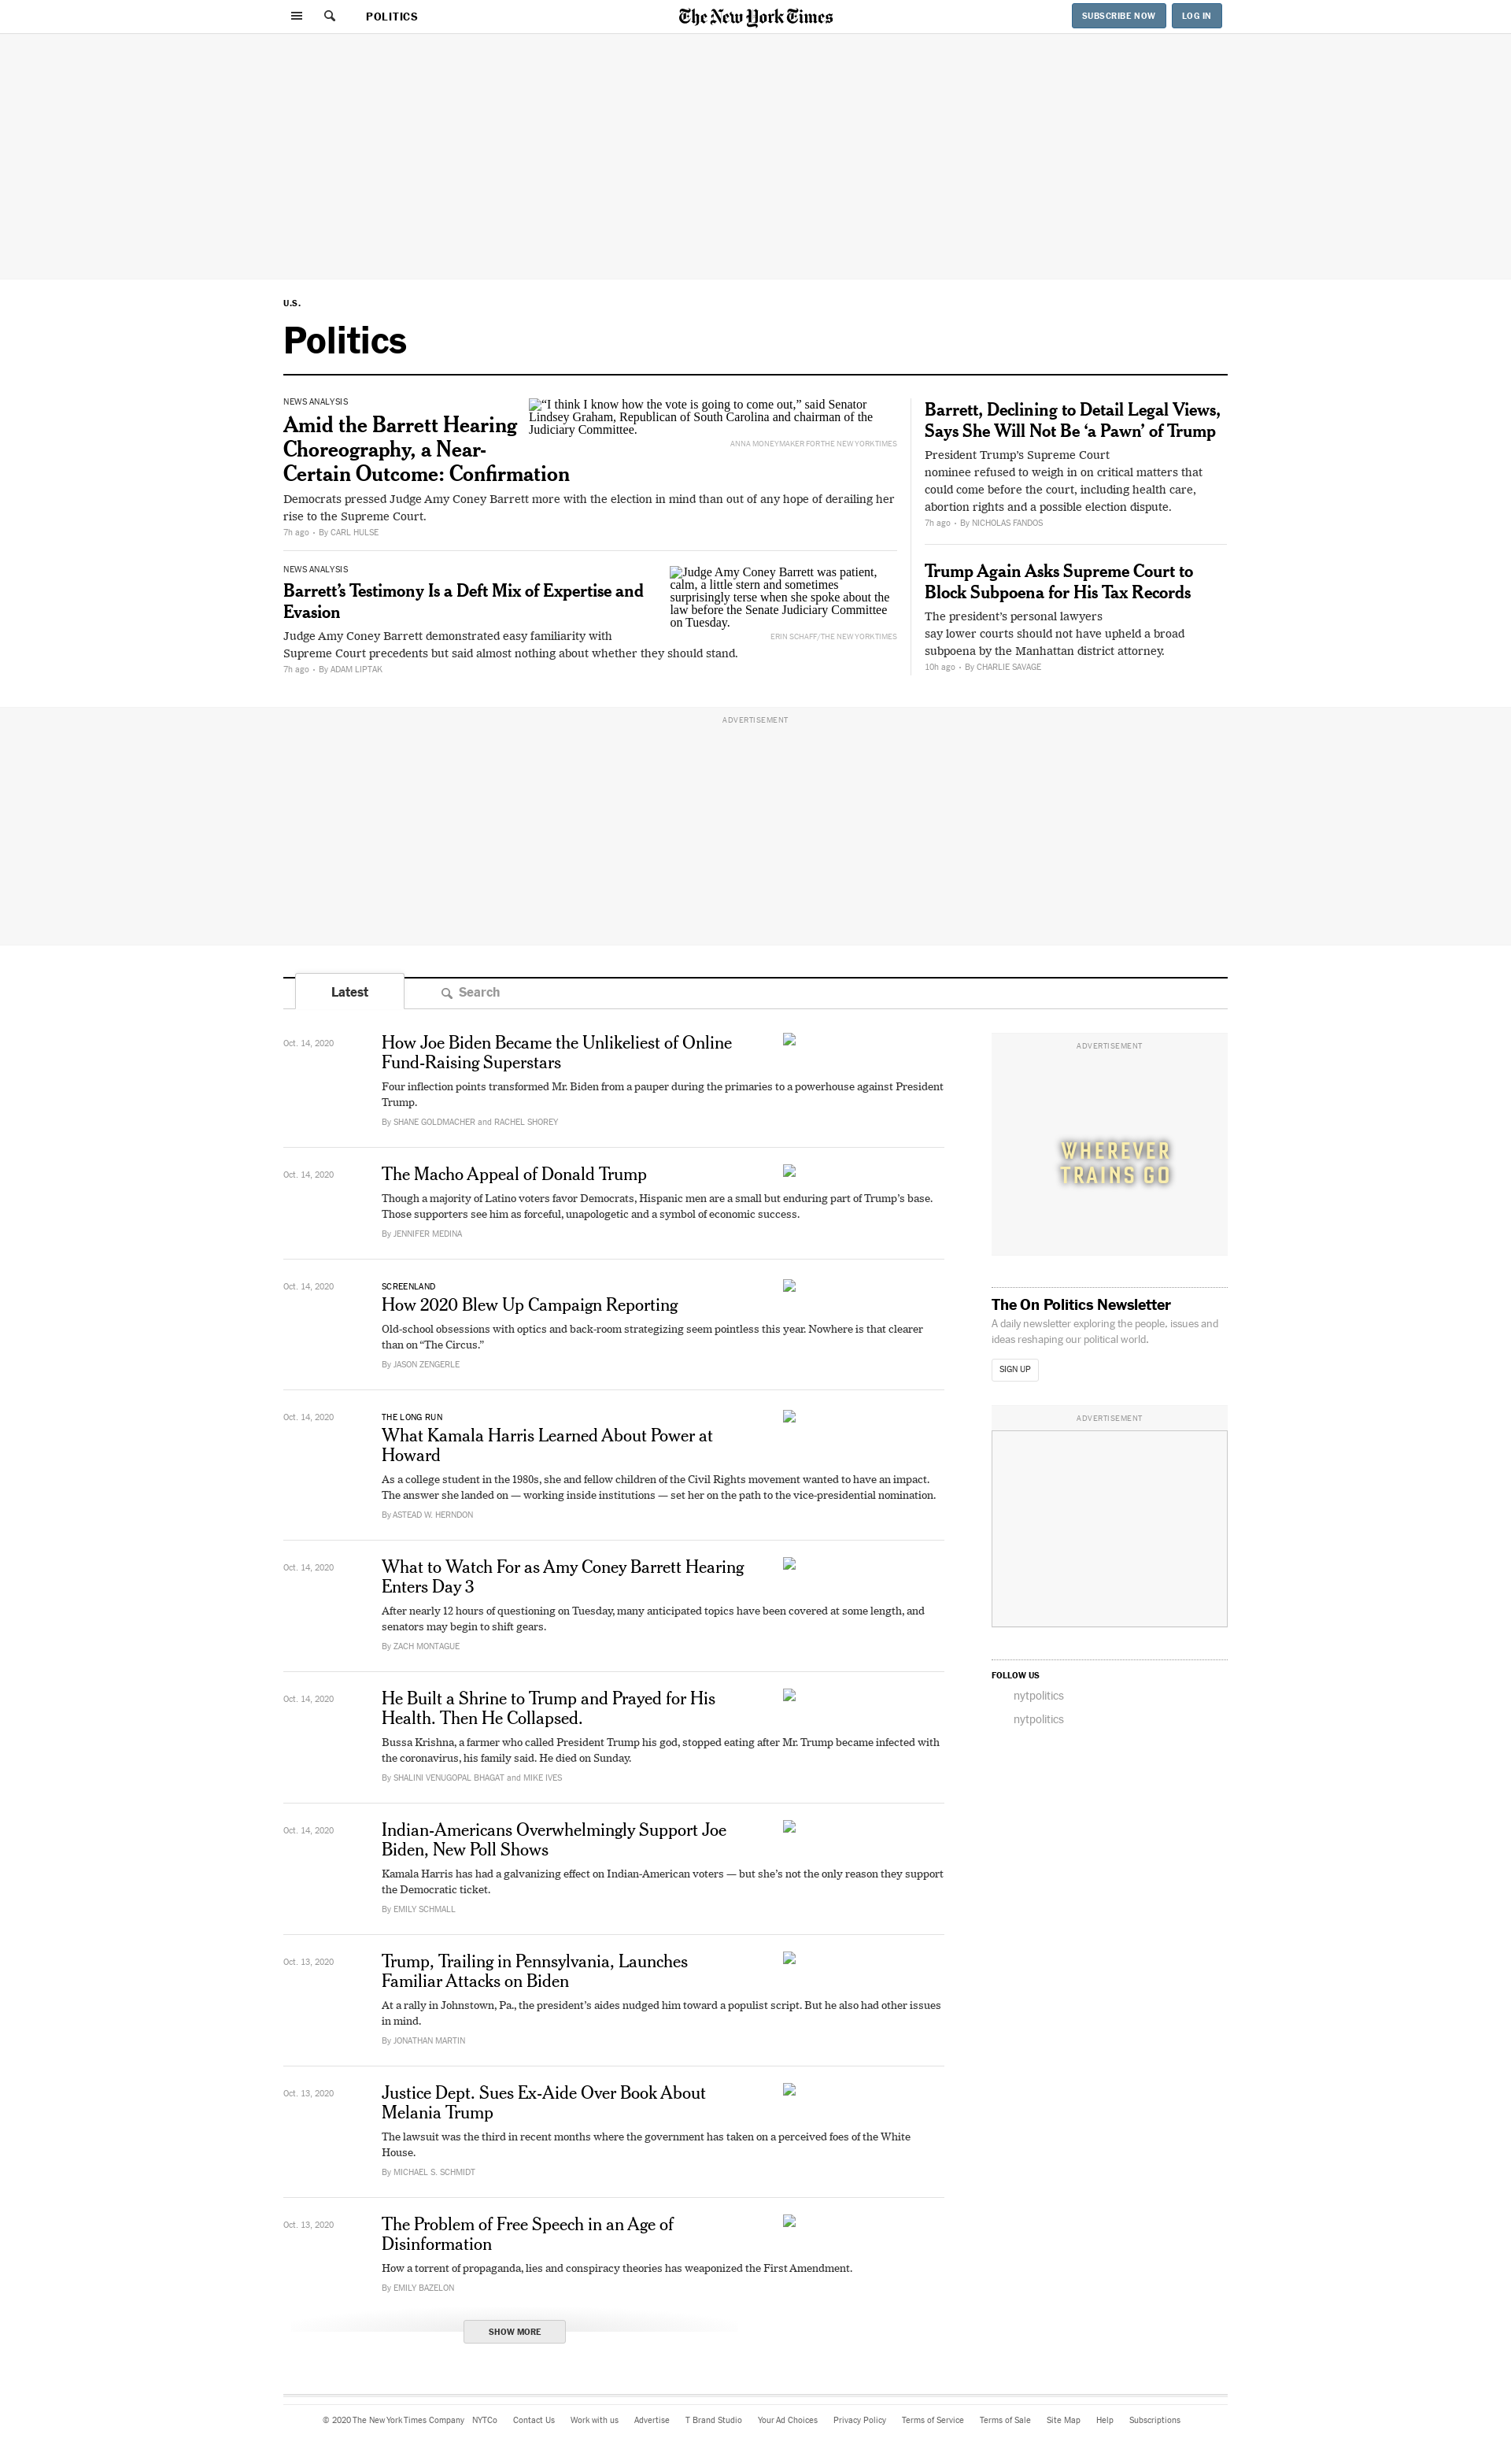 POLITICS
The New York Times
SUBSCRIBE NOW
LOG IN
U.S.
Politics
NEWS ANALYSIS
Amid the Barrett Hearing
Choreography, a Near-
Certain Outcome: Confirmation
“I think I know how the vote is going to come out,” said Senator
Lindsey Graham, Republican of South Carolina and chairman of the
Judiciary Committee.
ANNA MONEYMAKER FOR THE NEW YORK TIMES
Democrats pressed Judge Amy Coney Barrett more with the election in mind than out of any hope of derailing her
rise to the Supreme Court.
7h ago • By CARL HULSE
NEWS ANALYSIS
Barrett’s Testimony Is a Deft Mix of Expertise and
Evasion
Judge Amy Coney Barrett was patient,
calm, a little stern and sometimes
surprisingly terse when she spoke about the
law before the Senate Judiciary Committee
on Tuesday.
ERIN SCHAFF/THE NEW YORK TIMES
Judge Amy Coney Barrett demonstrated easy familiarity with
Supreme Court precedents but said almost nothing about whether they should stand.
7h ago • By ADAM LIPTAK
Barrett, Declining to Detail Legal Views,
Says She Will Not Be ‘a Pawn’ of Trump
President Trump’s Supreme Court
nominee refused to weigh in on critical matters that
could come before the court, including health care,
abortion rights and a possible election dispute.
7h ago • By NICHOLAS FANDOS
Trump Again Asks Supreme Court to
Block Subpoena for His Tax Records
The president’s personal lawyers
say lower courts should not have upheld a broad
subpoena by the Manhattan district attorney.
10h ago • By CHARLIE SAVAGE
ADVERTISEMENT
Latest
Search
Oct. 14, 2020
How Joe Biden Became the Unlikeliest of Online
Fund-Raising Superstars
Four inflection points transformed Mr. Biden from a pauper during the primaries to a powerhouse against President
Trump.
By SHANE GOLDMACHER and RACHEL SHOREY
Oct. 14, 2020
The Macho Appeal of Donald Trump
Though a majority of Latino voters favor Democrats, Hispanic men are a small but enduring part of Trump’s base.
Those supporters see him as forceful, unapologetic and a symbol of economic success.
By JENNIFER MEDINA
Oct. 14, 2020
SCREENLAND
How 2020 Blew Up Campaign Reporting
Old-school obsessions with optics and back-room strategizing seem pointless this year. Nowhere is that clearer
than on “The Circus.”
By JASON ZENGERLE
Oct. 14, 2020
THE LONG RUN
What Kamala Harris Learned About Power at
Howard
As a college student in the 1980s, she and fellow children of the Civil Rights movement wanted to have an impact.
The answer she landed on — working inside institutions — set her on the path to the vice-presidential nomination.
By ASTEAD W. HERNDON
Oct. 14, 2020
What to Watch For as Amy Coney Barrett Hearing
Enters Day 3
After nearly 12 hours of questioning on Tuesday, many anticipated topics have been covered at some length, and
senators may begin to shift gears.
By ZACH MONTAGUE
Oct. 14, 2020
He Built a Shrine to Trump and Prayed for His
Health. Then He Collapsed.
Bussa Krishna, a farmer who called President Trump his god, stopped eating after Mr. Trump became infected with
the coronavirus, his family said. He died on Sunday.
By SHALINI VENUGOPAL BHAGAT and MIKE IVES
Oct. 14, 2020
Indian-Americans Overwhelmingly Support Joe
Biden, New Poll Shows
Kamala Harris has had a galvanizing effect on Indian-American voters — but she’s not the only reason they support
the Democratic ticket.
By EMILY SCHMALL
Oct. 13, 2020
Trump, Trailing in Pennsylvania, Launches
Familiar Attacks on Biden
At a rally in Johnstown, Pa., the president’s aides nudged him toward a populist script. But he also had other issues
in mind.
By JONATHAN MARTIN
Oct. 13, 2020
Justice Dept. Sues Ex-Aide Over Book About
Melania Trump
The lawsuit was the third in recent months where the government has taken on a perceived foes of the White
House.
By MICHAEL S. SCHMIDT
Oct. 13, 2020
The Problem of Free Speech in an Age of
Disinformation
How a torrent of propaganda, lies and conspiracy theories has weaponized the First Amendment.
By EMILY BAZELON
SHOW MORE
ADVERTISEMENT
WHEREVER
TRAINS GO
The On Politics Newsletter
A daily newsletter exploring the people, issues and
ideas reshaping our political world.
SIGN UP
ADVERTISEMENT
FOLLOW US
nytpolitics
nytpolitics
© 2020 The New York Times Company NYTCo Contact Us Work with us Advertise T Brand Studio Your Ad Choices Privacy Policy Terms of Service Terms of Sale Site Map Help Subscriptions